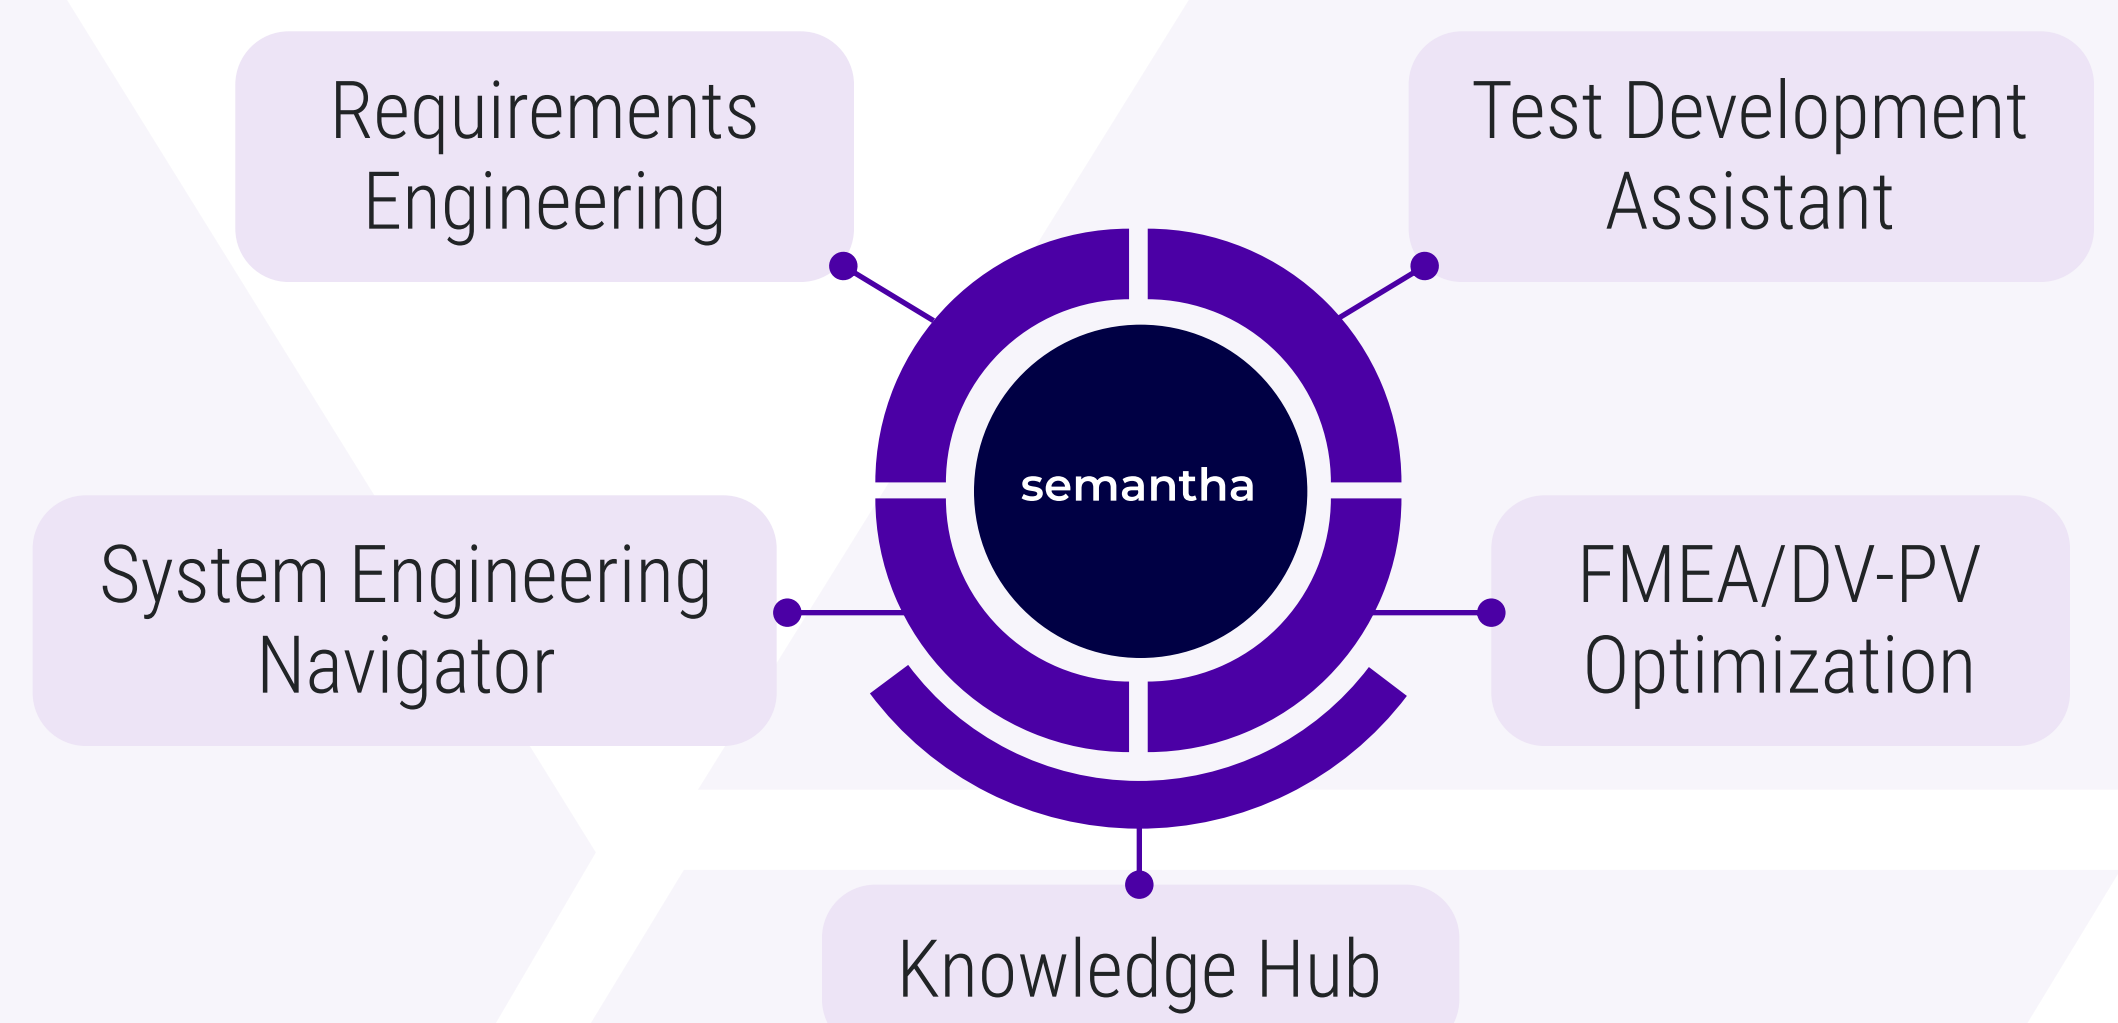 Requirements
Engineering
Test Development
Assistant
semantha
System Engineering
Navigator
FMEA/DV-PV
Optimization
Knowledge Hub